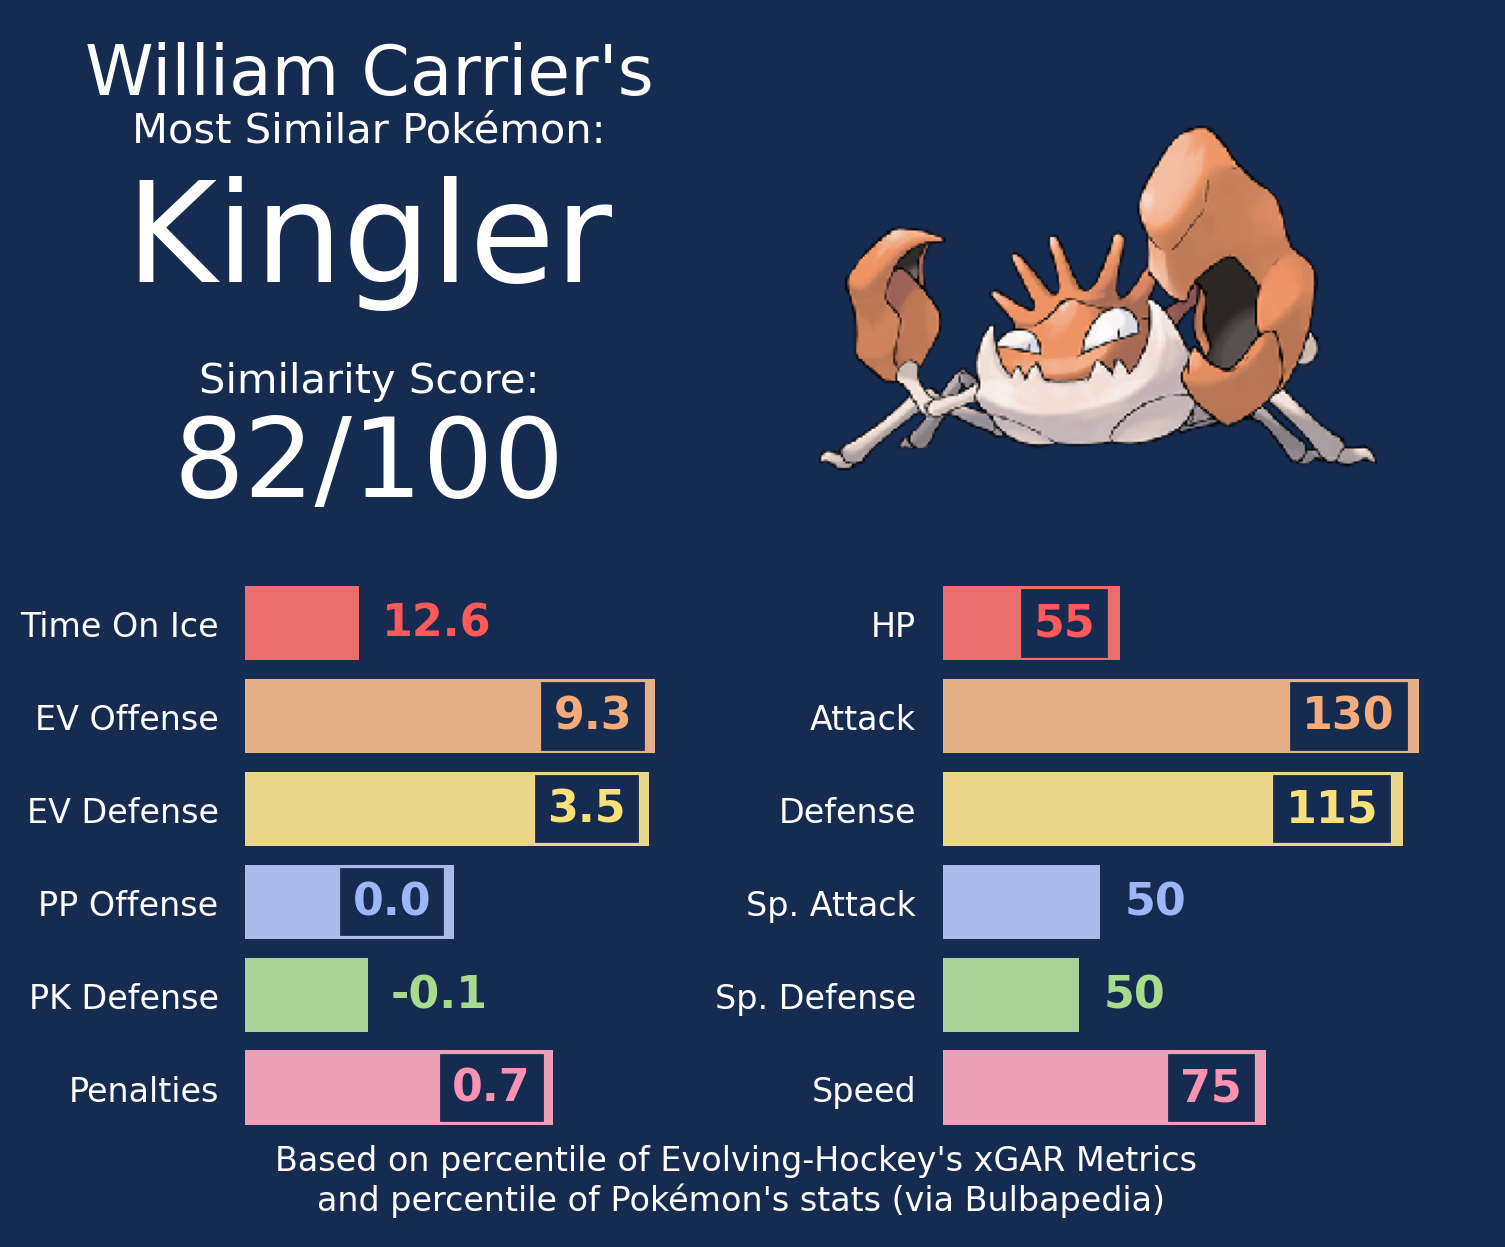 William Carrier's
Most Similar Pokémon:
Kingler
Similarity Score:
82/100
Time On Ice 12.6
EV Offense 9.3
EV Defense 3.5
PP Offense 0.0
PK Defense -0.1
Penalties 0.7
HP 55
Attack 130
Defense 115
Sp. Attack 50
Sp. Defense 50
Speed 75
Based on percentile of Evolving-Hockey's xGAR Metrics
and percentile of Pokémon's stats (via Bulbapedia)